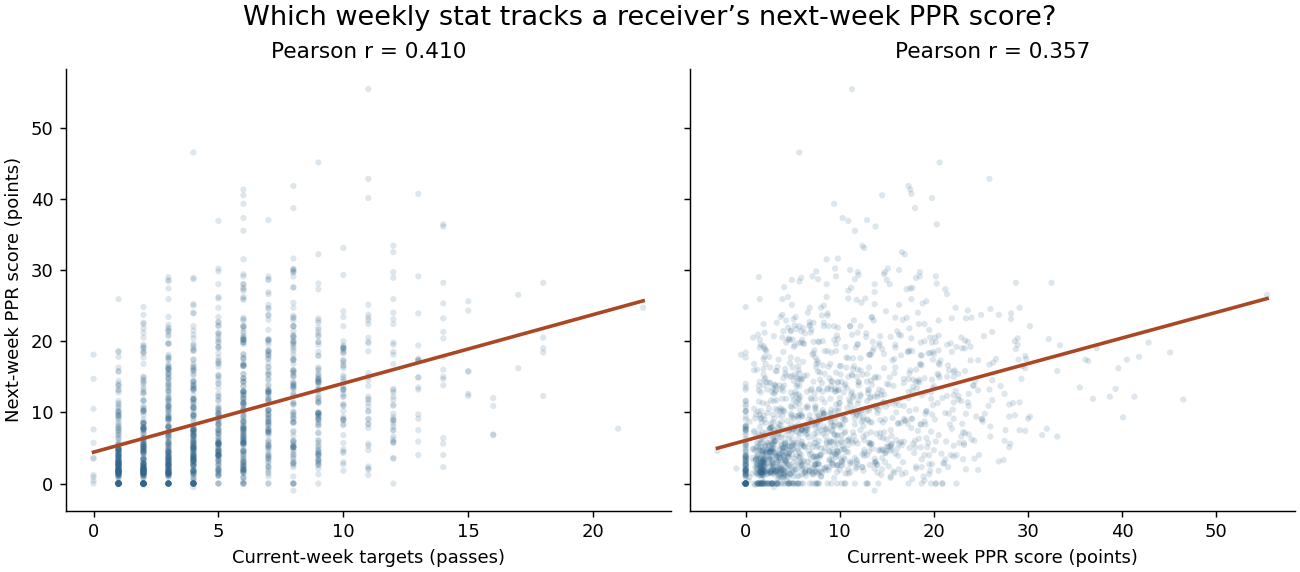 Which weekly stat tracks a receiver’s next-week PPR score?
Pearson r = 0.410
Pearson r = 0.357
Next-week PPR score (points)
50
40
30
20
10
0
0 5 10 15 20
0 10 20 30 40 50
Current-week targets (passes)
Current-week PPR score (points)